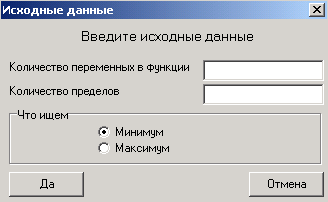 Исходные данные
Введите исходные данные
Количество переменных в функции
Количество пределов
Что ищем
Минимум
Максимум
Да Отмена